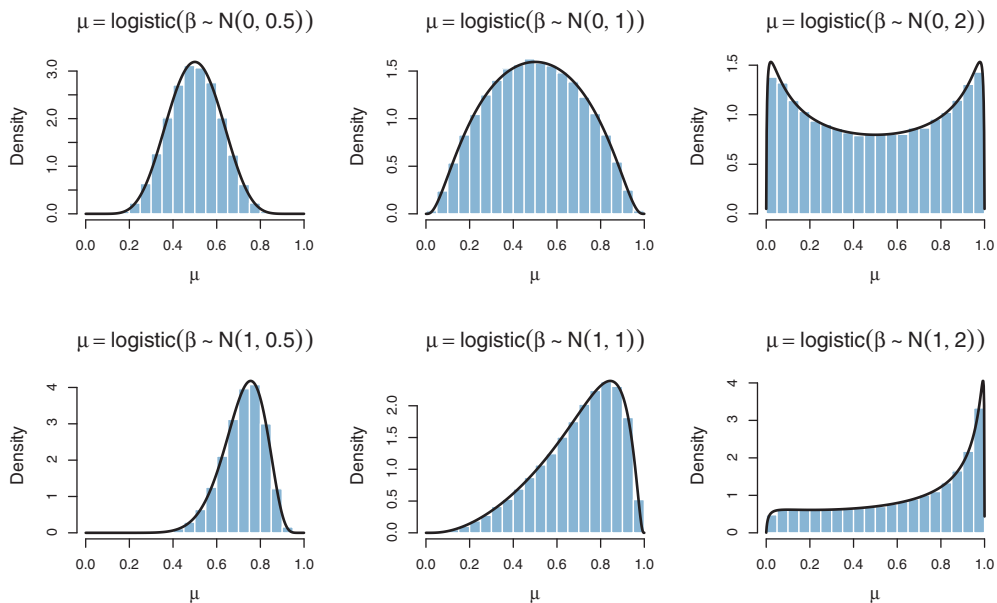 μ = logistic(β ~ N(0, 0.5))
μ = logistic(β ~ N(0, 1))
μ = logistic(β ~ N(0, 2))
Density
0.0
1.0
2.0
3.0
0.0 0.2 0.4 0.6 0.8 1.0
μ
Density
0.0
0.5
1.0
1.5
0.0 0.2 0.4 0.6 0.8 1.0
μ
Density
0.0
0.5
1.0
1.5
0.0 0.2 0.4 0.6 0.8 1.0
μ
μ = logistic(β ~ N(1, 0.5))
μ = logistic(β ~ N(1, 1))
μ = logistic(β ~ N(1, 2))
Density
0
1
2
3
4
0.0 0.2 0.4 0.6 0.8 1.0
μ
Density
0.0
0.5
1.0
1.5
2.0
0.0 0.2 0.4 0.6 0.8 1.0
μ
Density
0
1
2
3
4
0.0 0.2 0.4 0.6 0.8 1.0
μ